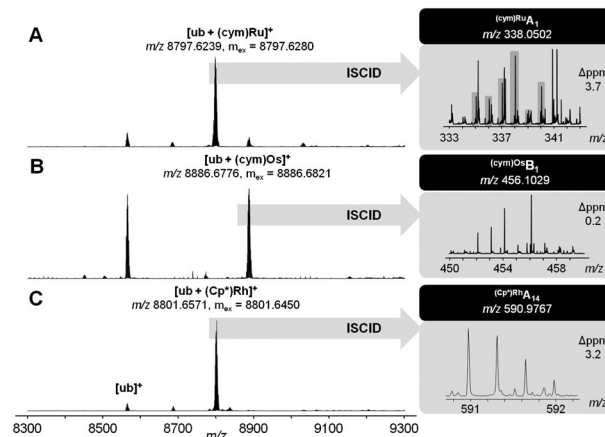 A
[ub + (cym)Ru]⁺
m/z 8797.6239, mₑₓ = 8797.6280
ISCID
(cym)RuA₁
m/z 338.0502
Δppm
3.7
333 337 341 m/z
B
[ub + (cym)Os]⁺
m/z 8886.6776, mₑₓ = 8886.6821
ISCID
(cym)OsB₁
m/z 456.1029
Δppm
0.2
450 454 456 458 m/z
C
[ub + (Cp*)Rh]⁺
m/z 8801.6571, mₑₓ = 8801.6450
ISCID
(Cp*)RhA₁₄
m/z 590.9767
Δppm
3.2
[ub]⁺
591 592 m/z
8300 8500 8700 8900 9100 9300
m/z